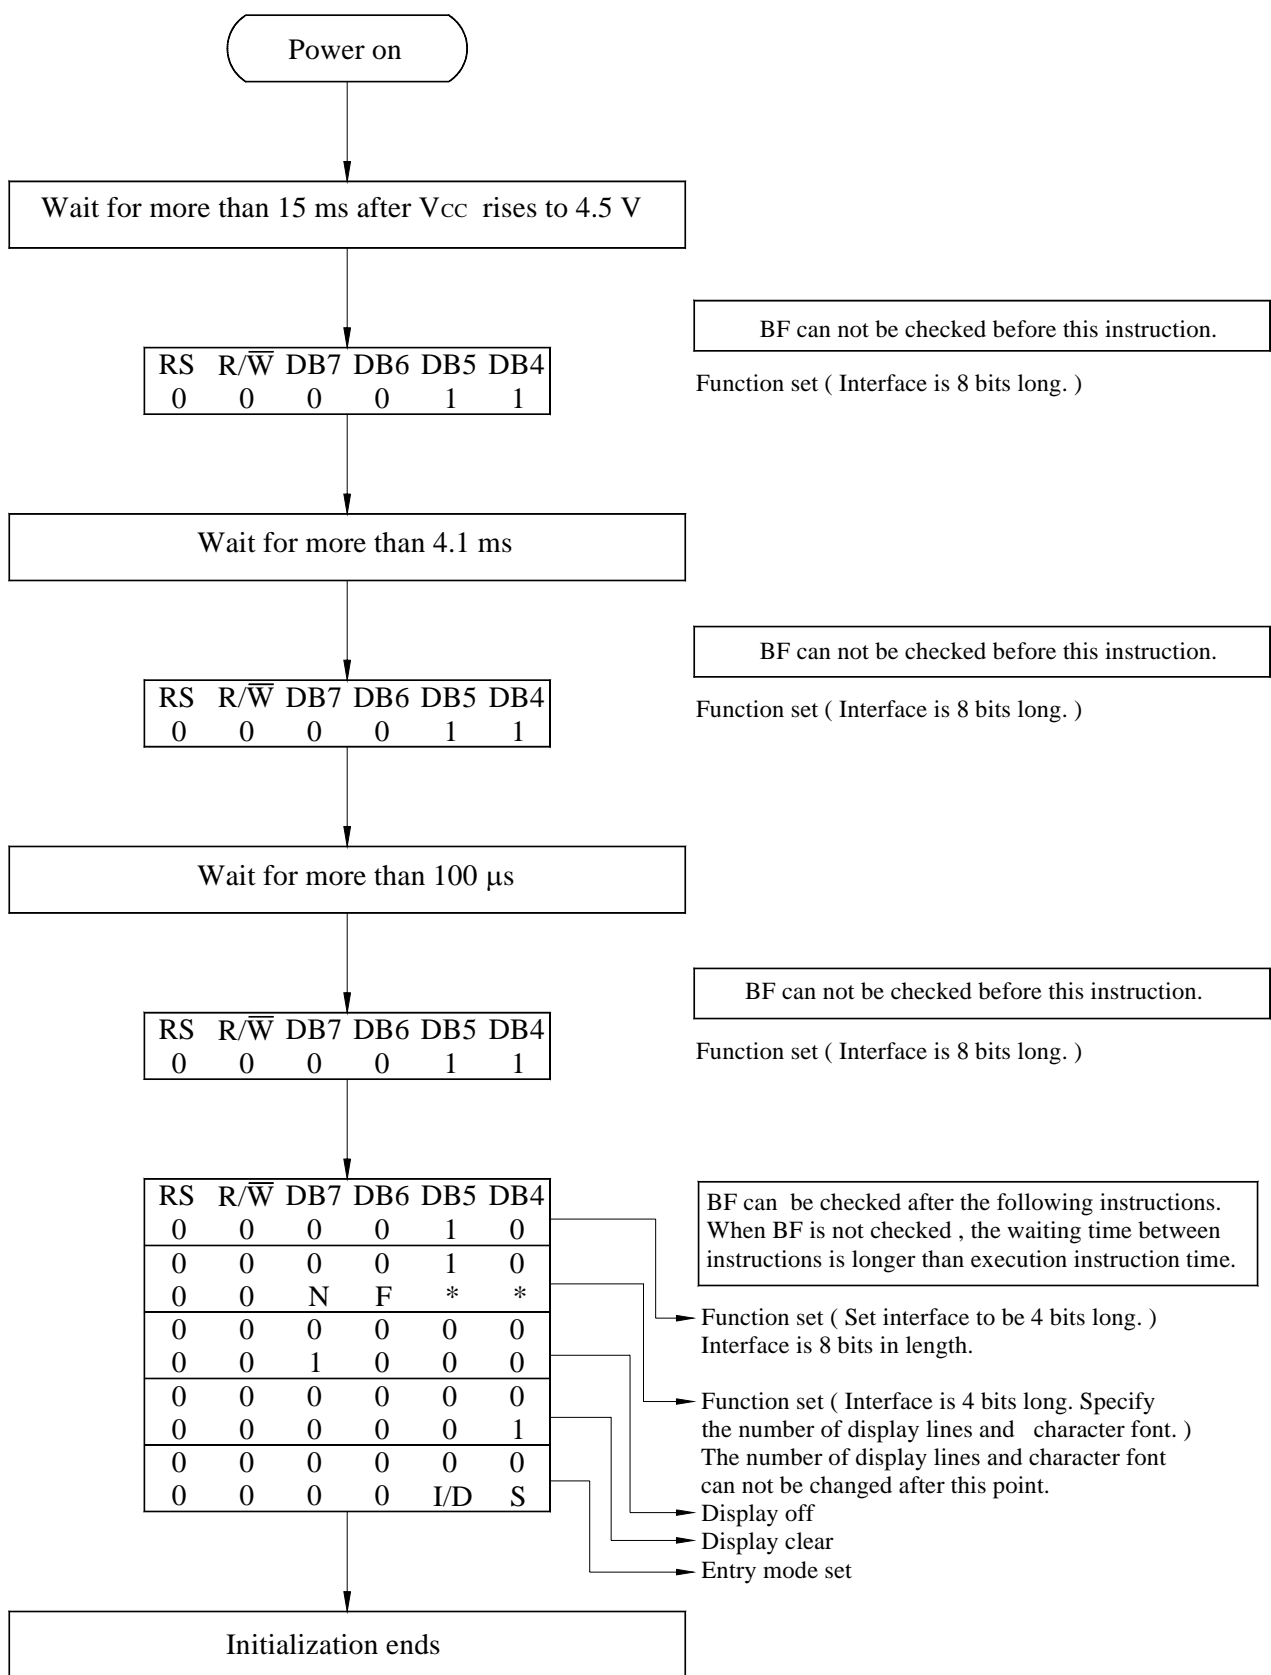 Power on
Wait for more than 15 ms after VCC rises to 4.5 V
BF can not be checked before this instruction.
RS R/W̅ DB7 DB6 DB5 DB4
0 0 0 0 1 1
Function set ( Interface is 8 bits long. )
Wait for more than 4.1 ms
BF can not be checked before this instruction.
RS R/W̅ DB7 DB6 DB5 DB4
0 0 0 0 1 1
Function set ( Interface is 8 bits long. )
Wait for more than 100 μs
BF can not be checked before this instruction.
RS R/W̅ DB7 DB6 DB5 DB4
0 0 0 0 1 1
Function set ( Interface is 8 bits long. )
RS R/W̅ DB7 DB6 DB5 DB4
0 0 0 0 1 0
0 0 0 0 1 0
0 0 N F * *
0 0 0 0 0 0
0 0 1 0 0 0
0 0 0 0 0 0
0 0 0 0 0 1
0 0 0 0 0 0
0 0 0 0 I/D S
BF can be checked after the following instructions.
When BF is not checked , the waiting time between
instructions is longer than execution instruction time.
Function set ( Set interface to be 4 bits long. )
Interface is 8 bits in length.
Function set ( Interface is 4 bits long. Specify
the number of display lines and character font. )
The number of display lines and character font
can not be changed after this point.
Display off
Display clear
Entry mode set
Initialization ends